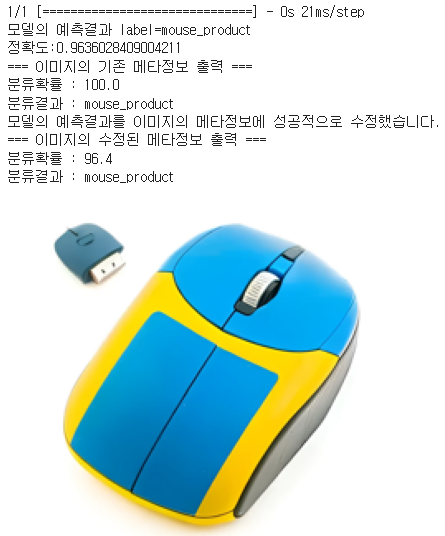 1/1 [==============================] - 0s 21ms/step
모델의 예측결과 label=mouse_product
정확도:0.9636028409004211
=== 이미지의 기존 메타정보 출력 ===
분류확률 : 100.0
분류결과 : mouse_product
모델의 예측결과를 이미지의 메타정보에 성공적으로 수정했습니다.
=== 이미지의 수정된 메타정보 출력 ===
분류확률 : 96.4
분류결과 : mouse_product